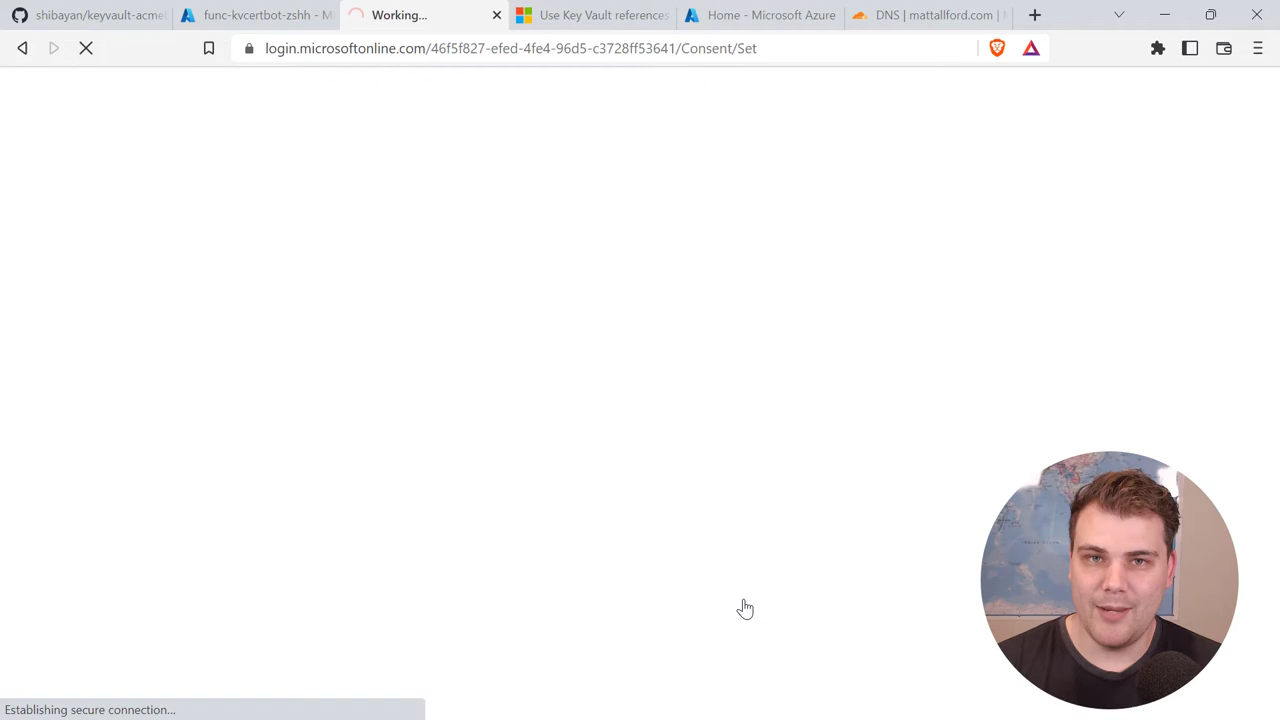 shibayan/keyvault-acme
func-kvcertbot-zshh - M
Working...
Use Key Vault references
Home - Microsoft Azure
DNS | mattallford.com |
login.microsoftonline.com/46f5f827-efed-4fe4-96d5-c3728ff53641/Consent/Set
Establishing secure connection...